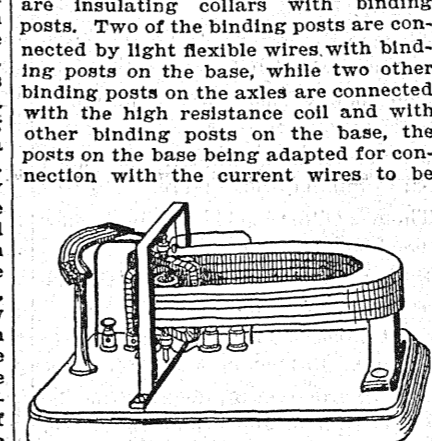 are insulating collars with binding
posts. Two of the binding posts are con-
nected by light flexible wires with bind-
ing posts on the base, while two other
binding posts on the axles are connected
with the high resistance coil and with
other binding posts on the base, the
posts on the base being adapted for con-
nection with the current wires to be